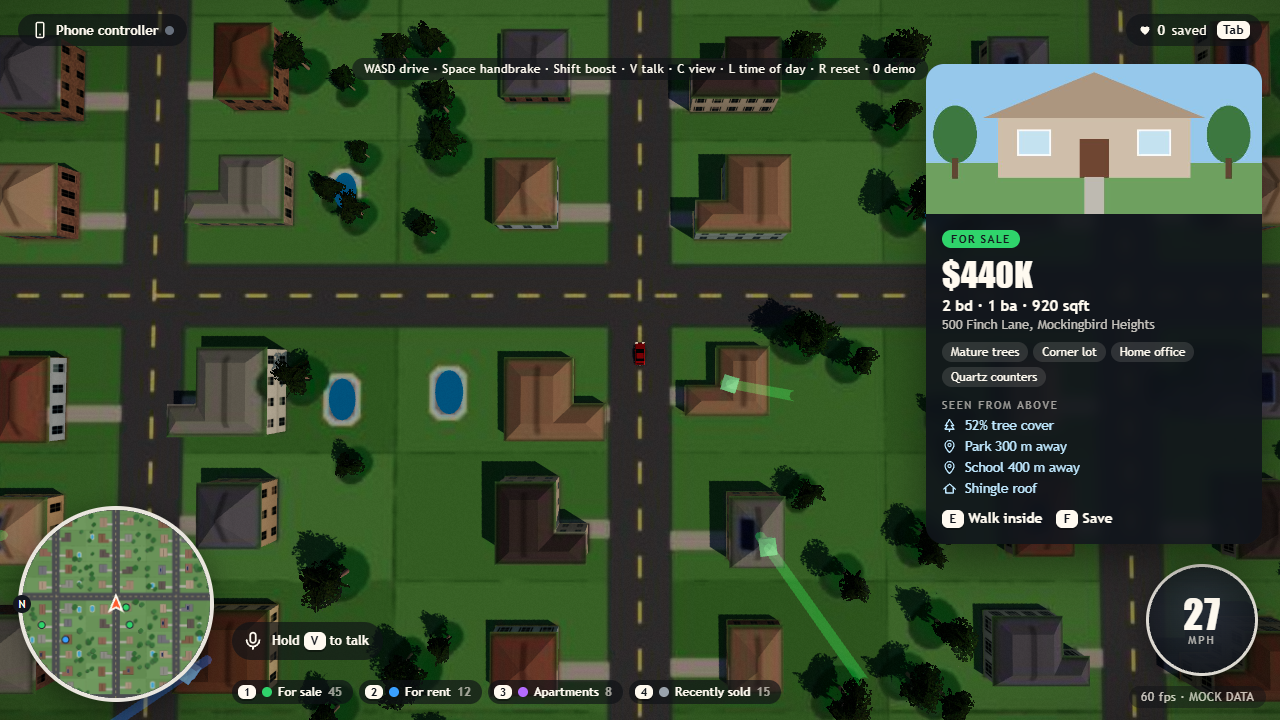 Phone controller
0 saved Tab
WASD drive · Space handbrake · Shift boost · V talk · C view · L time of day · R reset · 0 demo
FOR SALE
$440K
2 bd · 1 ba · 920 sqft
500 Finch Lane, Mockingbird Heights
Mature trees Corner lot Home office
Quartz counters
SEEN FROM ABOVE
52% tree cover
Park 300 m away
School 400 m away
Shingle roof
E Walk inside F Save
N
27
MPH
Hold V to talk
1 For sale 45 2 For rent 12 3 Apartments 8 4 Recently sold 15
60 fps · MOCK DATA